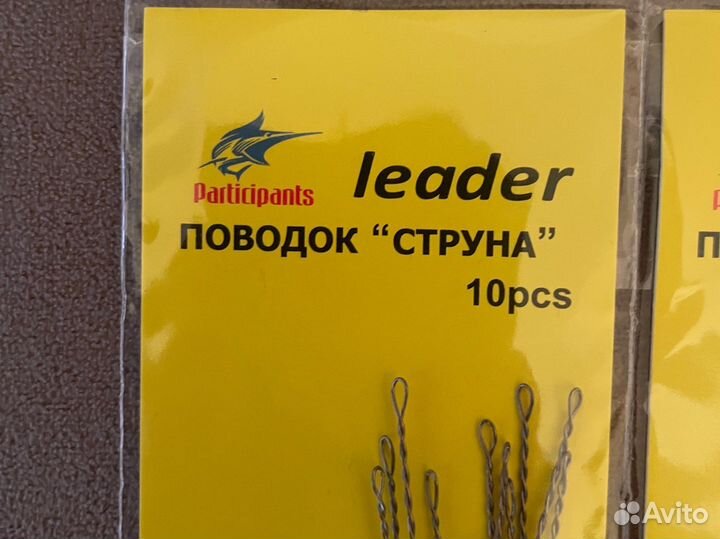 Participants
leader
ПОВОДОК “СТРУНА”
10pcs
Avito